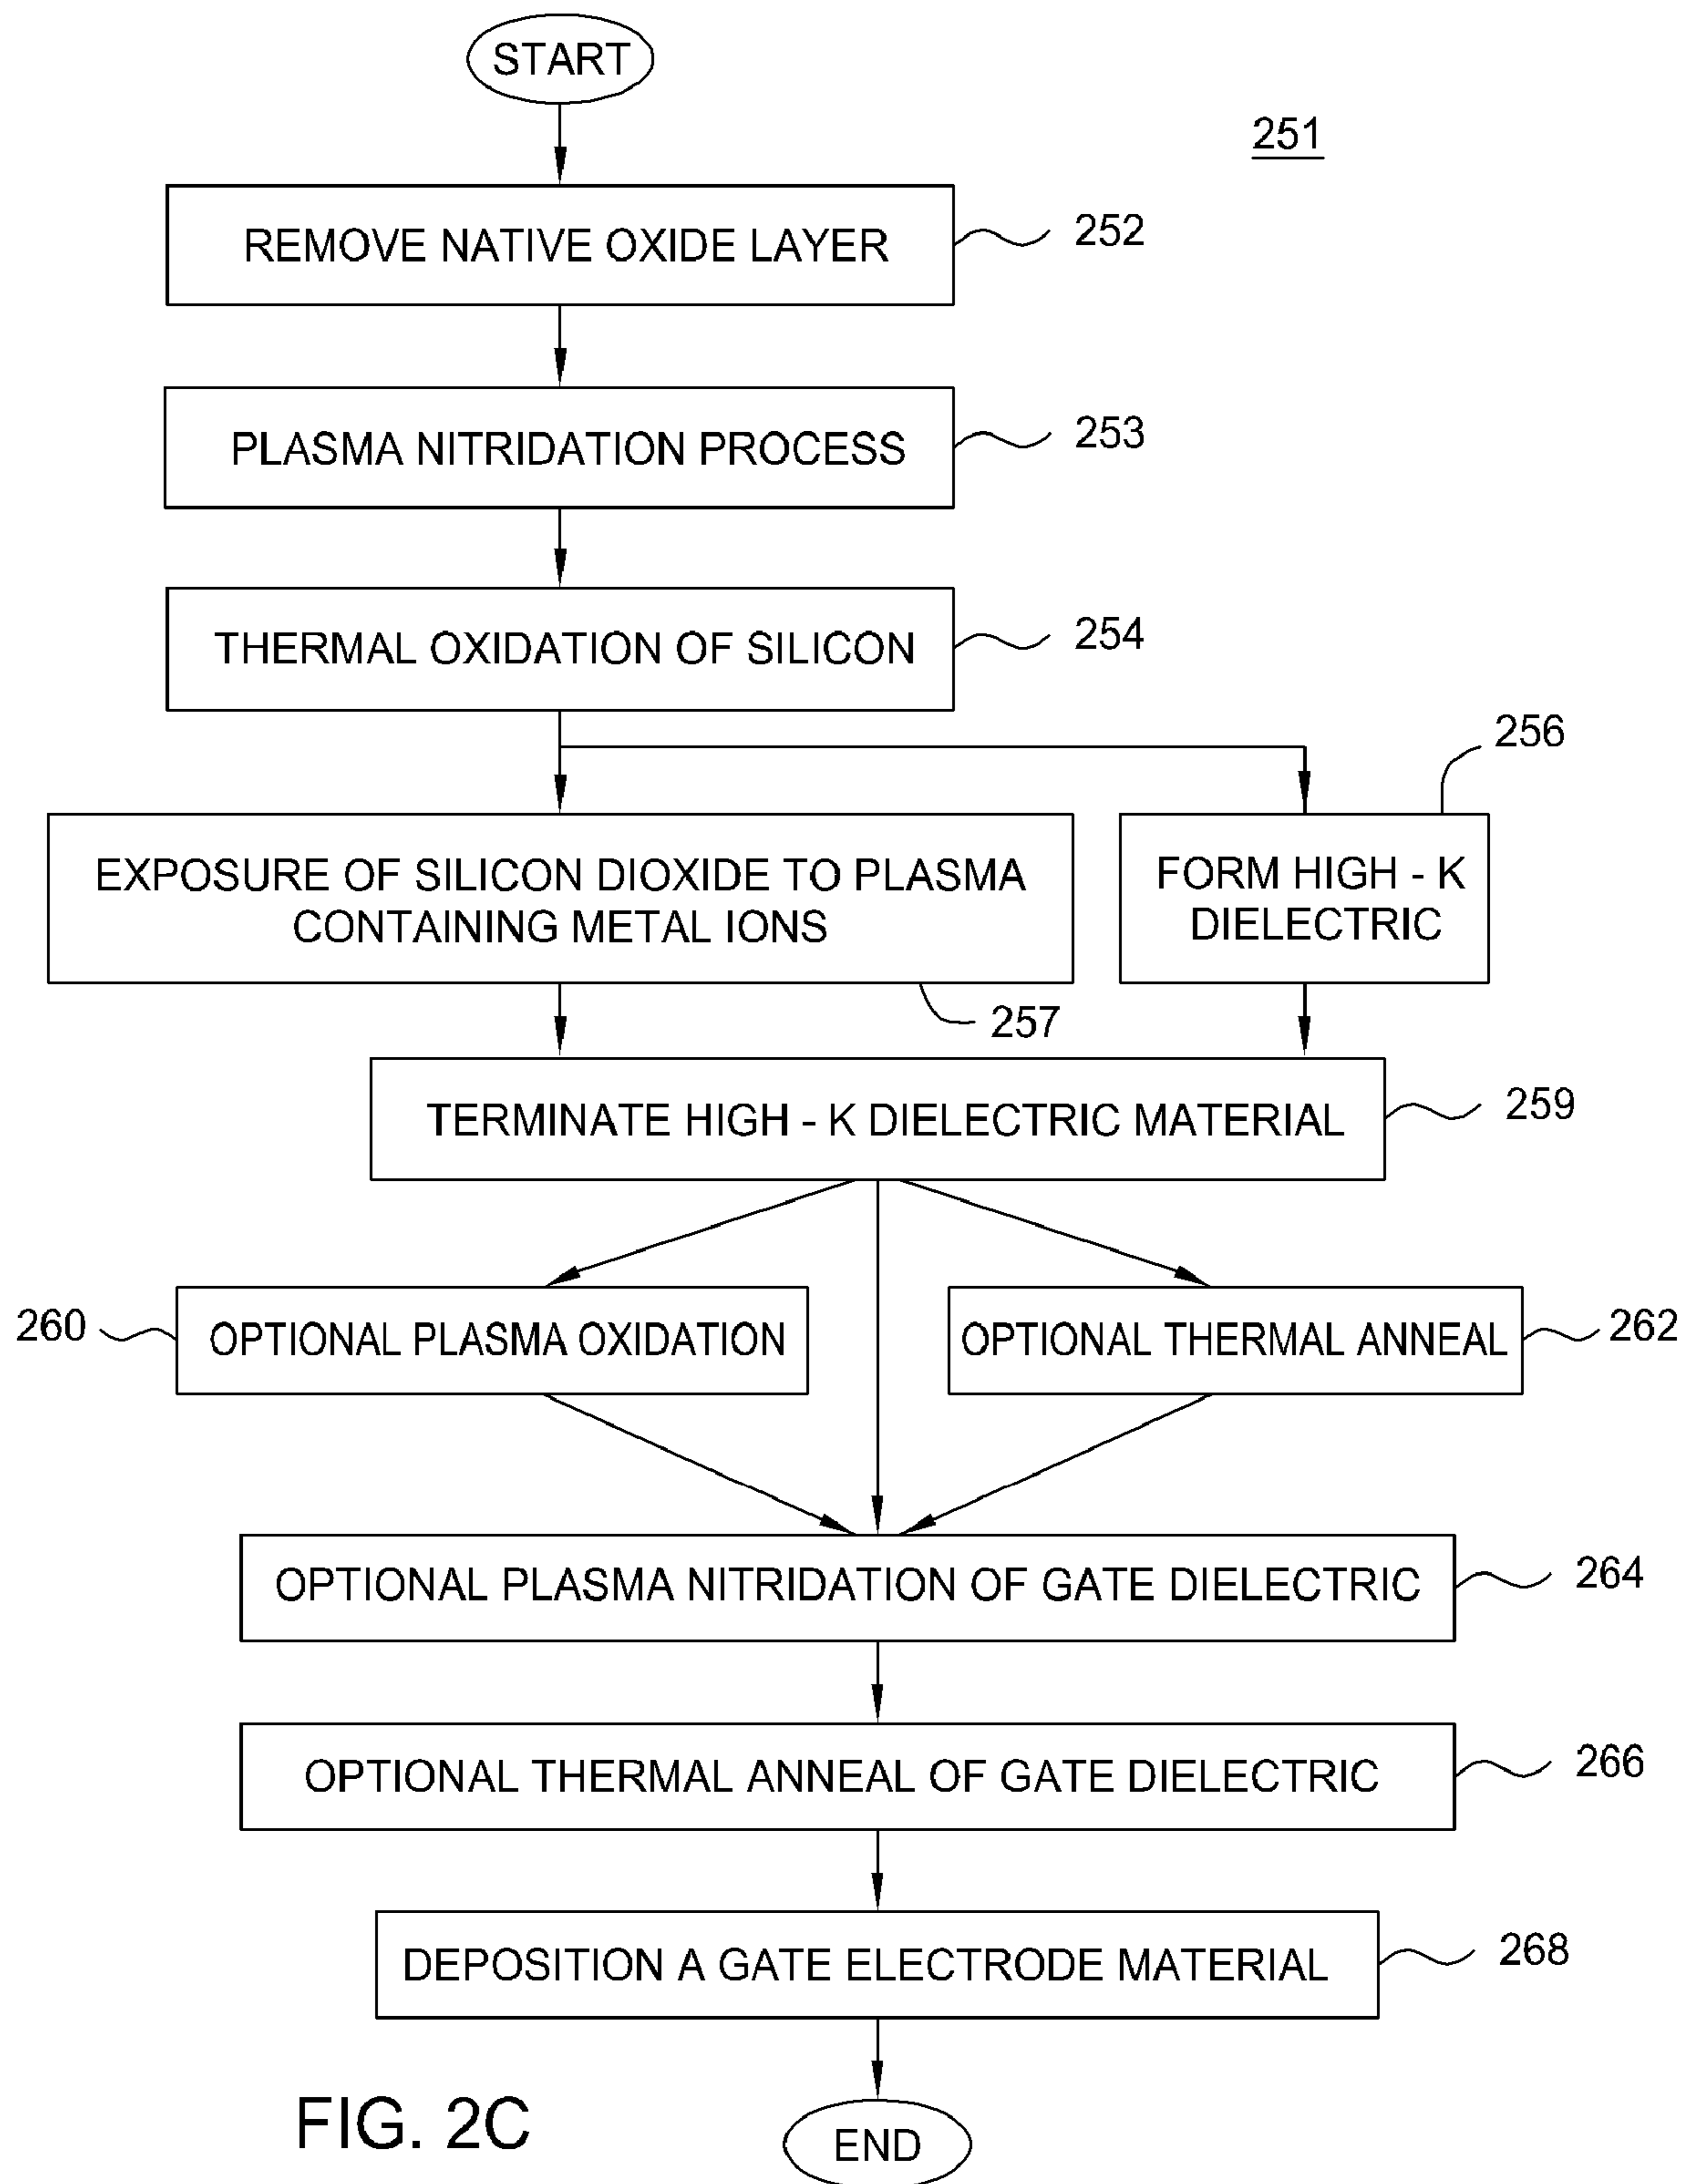 START
251
REMOVE NATIVE OXIDE LAYER
252
PLASMA NITRIDATION PROCESS
253
THERMAL OXIDATION OF SILICON
254
256
EXPOSURE OF SILICON DIOXIDE TO PLASMA
CONTAINING METAL IONS
257
FORM HIGH - K
DIELECTRIC
TERMINATE HIGH - K DIELECTRIC MATERIAL
259
260
OPTIONAL PLASMA OXIDATION
OPTIONAL THERMAL ANNEAL
262
OPTIONAL PLASMA NITRIDATION OF GATE DIELECTRIC
264
OPTIONAL THERMAL ANNEAL OF GATE DIELECTRIC
266
DEPOSITION A GATE ELECTRODE MATERIAL
268
FIG. 2C
END